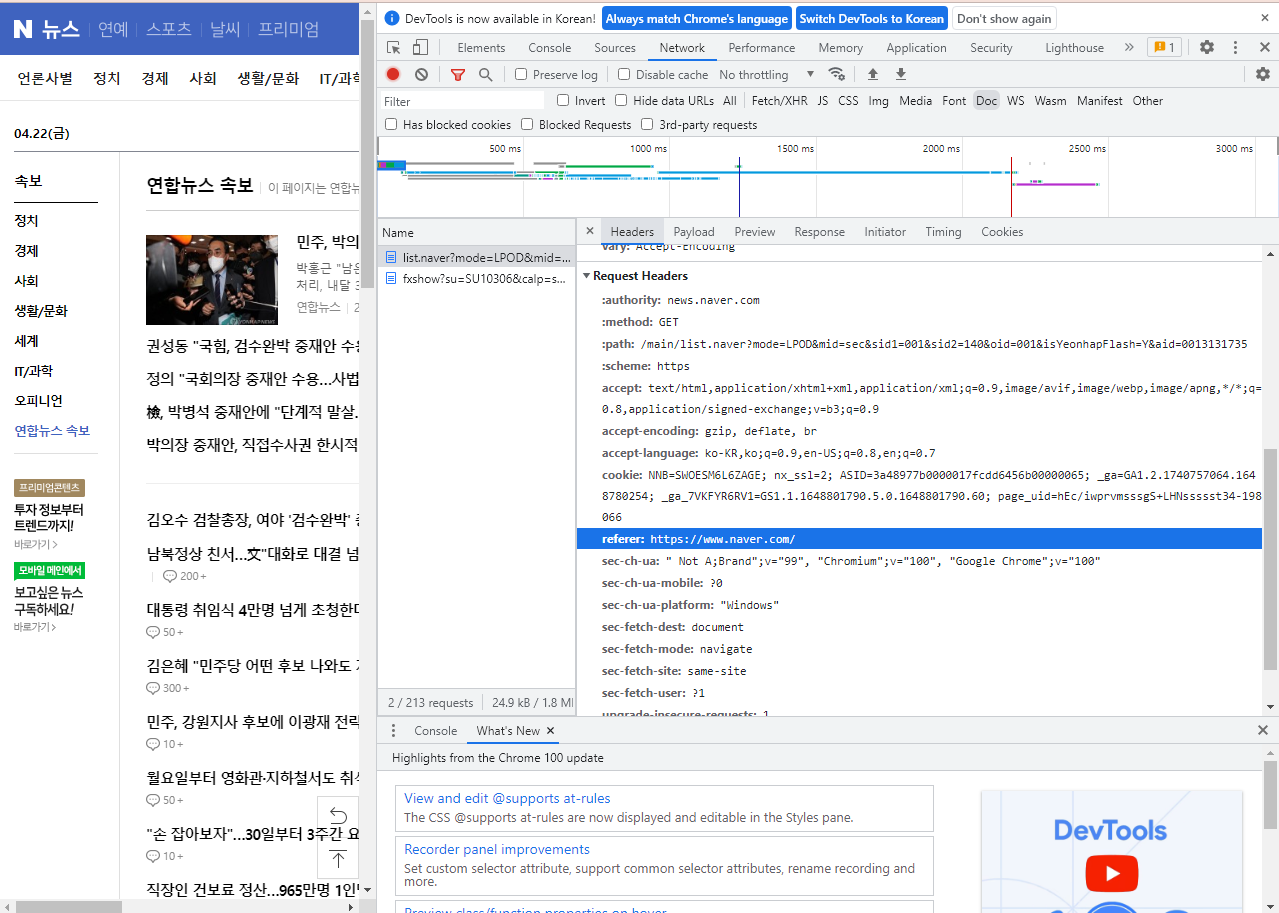 N 뉴스 연예 스포츠 날씨 프리미엄
언론사별 정치 경제 사회 생활/문화 IT/과학
04.22(금)
속보
정치
경제
사회
생활/문화
세계
IT/과학
오피니언
연합뉴스 속보
프리미엄콘텐츠
투자 정보부터
트렌드까지!
바로가기 >
모바일 메인에서
보고싶은 뉴스
구독하세요!
바로가기 >
연합뉴스 속보 이 페이지는 연합뉴
민주, 박의
박홍근 "남은
처리, 내달 3
연합뉴스 2
권성동 "국힘, 검수완박 중재안 수용
정의 "국회의장 중재안 수용…사법
檢, 박병석 중재안에 "단계적 말살
박의장 중재안, 직접수사권 한시적
김오수 검찰총장, 여야 '검수완박' 중
남북정상 친서…文"대화로 대결 넘
200 +
대통령 취임식 4만명 넘게 초청한다
50 +
김은혜 "민주당 어떤 후보 나와도
300 +
민주, 강원지사 후보에 이광재 전략
10 +
월요일부터 영화관·지하철서도 취식
50 +
"손 잡아보자"…30일부터 3주간 요
10 +
직장인 건보료 정산…965만명 1인당
DevTools is now available in Korean! Always match Chrome's language Switch DevTools to Korean Don't show again
Elements Console Sources Network Performance Memory Application Security Lighthouse 1
Preserve log Disable cache No throttling
Filter Invert Hide data URLs All Fetch/XHR JS CSS Img Media Font Doc WS Wasm Manifest Other
Has blocked cookies Blocked Requests 3rd-party requests
500 ms 1000 ms 1500 ms 2000 ms 2500 ms 3000 ms
Name
list.naver?mode=LPOD&mid=...
fxshow?su=SU10306&calp=s...
2 / 213 requests 24.9 kB / 1.8 MI
Headers Payload Preview Response Initiator Timing Cookies
vary: Accept-Encoding
Request Headers
:authority: news.naver.com
:method: GET
:path: /main/list.naver?mode=LPOD&mid=sec&sid1=001&sid2=140&oid=001&isYeonhapFlash=Y&aid=0013131735
:scheme: https
accept: text/html,application/xhtml+xml,application/xml;q=0.9,image/avif,image/webp,image/apng,*/*;q=
0.8,application/signed-exchange;v=b3;q=0.9
accept-encoding: gzip, deflate, br
accept-language: ko-KR,ko;q=0.9,en-US;q=0.8,en;q=0.7
cookie: NNB=SWOESM6L6ZAGE; nx_ssl=2; ASID=3a48977b0000017fcdd6456b00000065; _ga=GA1.2.1740757064.164
8780254; _ga_7VKFYR6RV1=GS1.1.1648801790.5.0.1648801790.60; page_uid=hEc/iwprvmsssgS+LHNssssst34-198
066
referer: https://www.naver.com/
sec-ch-ua: " Not A;Brand";v="99", "Chromium";v="100", "Google Chrome";v="100"
sec-ch-ua-mobile: ?0
sec-ch-ua-platform: "Windows"
sec-fetch-dest: document
sec-fetch-mode: navigate
sec-fetch-site: same-site
sec-fetch-user: ?1
upgrade-insecure-requests: 1
Console What's New
Highlights from the Chrome 100 update
View and edit @supports at-rules
The CSS @supports at-rules are now displayed and editable in the Styles pane.
Recorder panel improvements
Set custom selector attribute, support common selector attributes, rename recording and
more.
Preview class/function properties on hover
DevTools